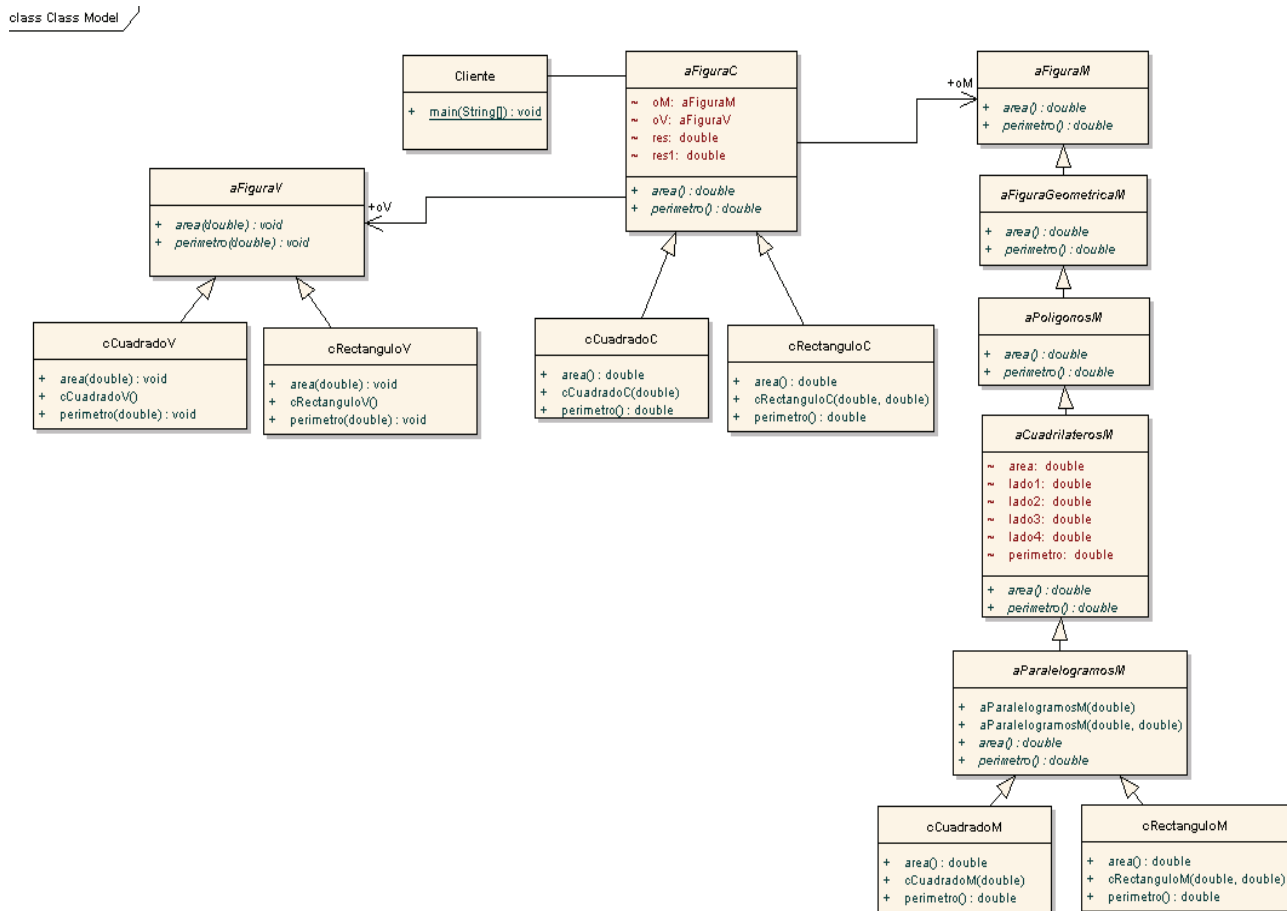 class Class Model
Cliente
+ main(String[]) : void
aFiguraC
~ oM: aFiguraM
~ oV: aFiguraV
~ res: double
~ res1: double
+ area() : double
+ perimetro() : double
+oM
aFiguraM
+ area() : double
+ perimetro() : double
aFiguraV
+ area(double) : void
+ perimetro(double) : void
+oV
aFiguraGeometricaM
+ area() : double
+ perimetro() : double
cCuadradoV
+ area(double) : void
+ cCuadradoV()
+ perimetro(double) : void
cRectanguloV
+ area(double) : void
+ cRectanguloV()
+ perimetro(double) : void
cCuadradoC
+ area() : double
+ cCuadradoC(double)
+ perimetro() : double
cRectanguloC
+ area() : double
+ cRectanguloC(double, double)
+ perimetro() : double
aPoligonosM
+ area() : double
+ perimetro() : double
aCuadrilaterosM
~ area: double
~ lado1: double
~ lado2: double
~ lado3: double
~ lado4: double
~ perimetro: double
+ area() : double
+ perimetro() : double
aParalelogramosM
+ aParalelogramosM(double)
+ aParalelogramosM(double, double)
+ area() : double
+ perimetro() : double
cCuadradoM
+ area() : double
+ cCuadradoM(double)
+ perimetro() : double
cRectanguloM
+ area() : double
+ cRectanguloM(double, double)
+ perimetro() : double